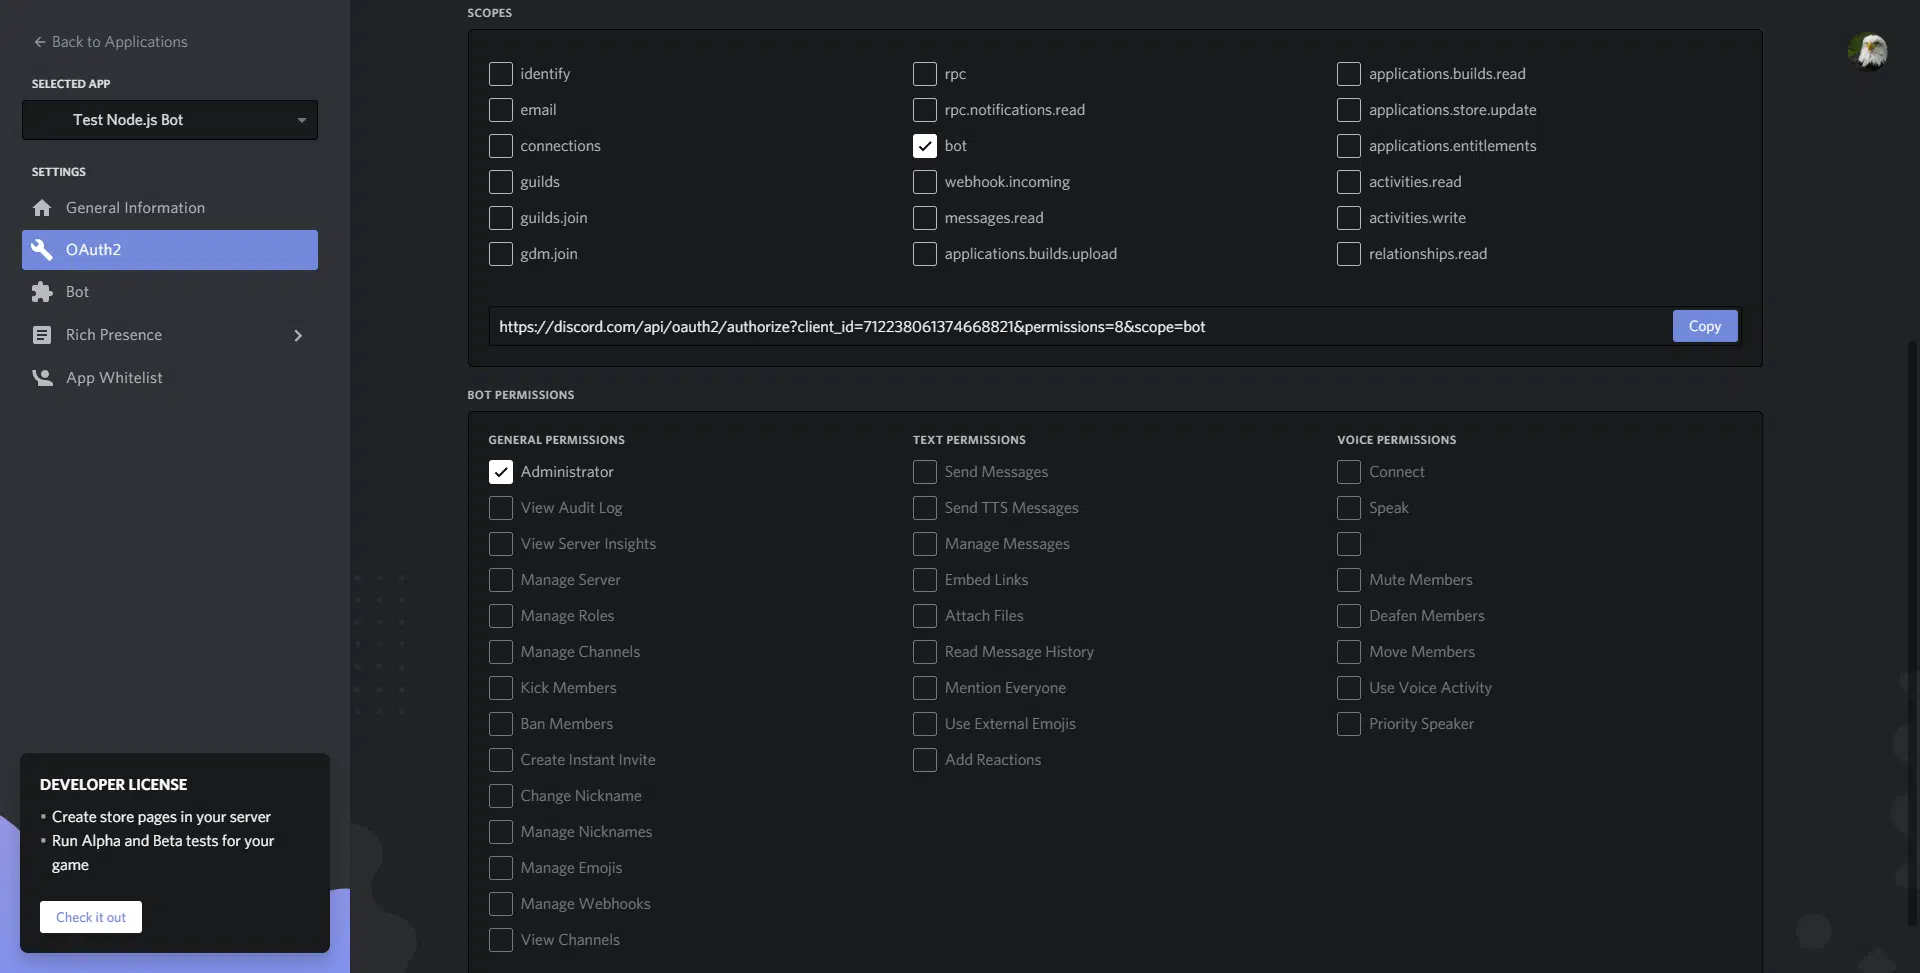 Back to Applications
SELECTED APP
Test Node.js Bot
SETTINGS
General Information
OAuth2
Bot
Rich Presence
App Whitelist
DEVELOPER LICENSE
• Create store pages in your server
• Run Alpha and Beta tests for your
game
Check it out
SCOPES
identify
email
connections
guilds
guilds.join
gdm.join
rpc
rpc.notifications.read
bot
webhook.incoming
messages.read
applications.builds.upload
applications.builds.read
applications.store.update
applications.entitlements
activities.read
activities.write
relationships.read
https://discord.com/api/oauth2/authorize?client_id=712238061374668821&permissions=8&scope=bot
Copy
BOT PERMISSIONS
GENERAL PERMISSIONS
Administrator
View Audit Log
View Server Insights
Manage Server
Manage Roles
Manage Channels
Kick Members
Ban Members
Create Instant Invite
Change Nickname
Manage Nicknames
Manage Emojis
Manage Webhooks
View Channels
TEXT PERMISSIONS
Send Messages
Send TTS Messages
Manage Messages
Embed Links
Attach Files
Read Message History
Mention Everyone
Use External Emojis
Add Reactions
VOICE PERMISSIONS
Connect
Speak
Mute Members
Deafen Members
Move Members
Use Voice Activity
Priority Speaker